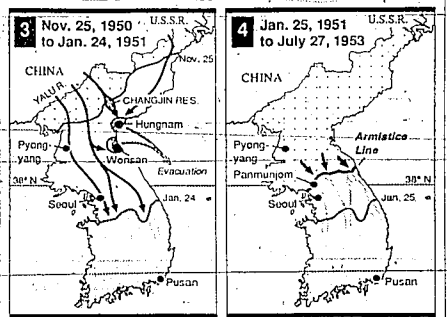 3 Nov. 25, 1950
to Jan. 24, 1951
U.S.S.R.
Nov. 25
CHINA
YALU R.
CHANGJIN RES.
Hungnam
Pyong-
yang
Wonsan
Evacuation
38° N
Seoul
Jan. 24
Pusan
4 Jan. 25, 1951
to July 27, 1953
U.S.S.R.
CHINA
Armistice
Line
Pyong-
yang
Panmunjom
38° N
Seoul
Jan. 25
Pusan